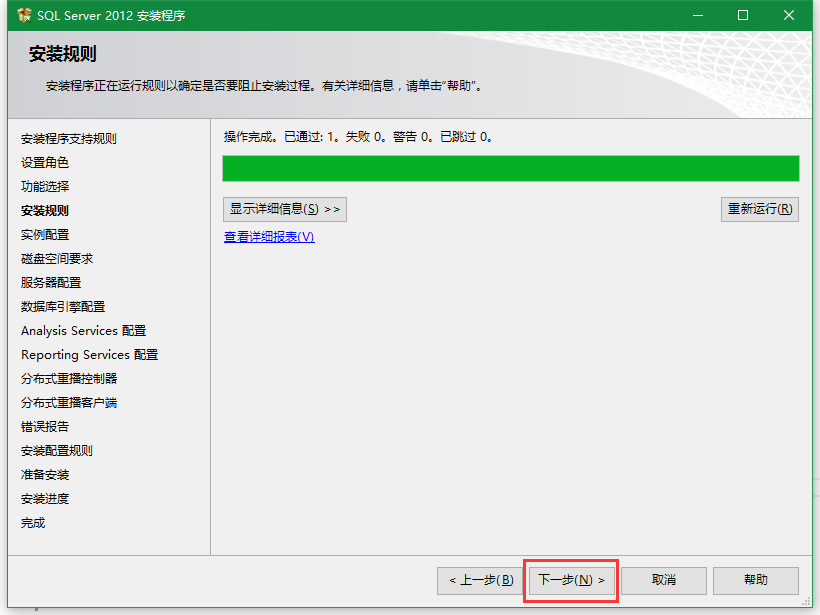 SQL Server 2012 安装程序
安装规则
安装程序正在运行规则以确定是否要阻止安装过程。有关详细信息，请单击“帮助”。
安装程序支持规则
设置角色
功能选择
安装规则
实例配置
磁盘空间要求
服务器配置
数据库引擎配置
Analysis Services 配置
Reporting Services 配置
分布式重播控制器
分布式重播客户端
错误报告
安装配置规则
准备安装
安装进度
完成
操作完成。已通过: 1。失败 0。警告 0。已跳过 0。
显示详细信息(S) >>
重新运行(R)
查看详细报表(V)
< 上一步(B)
下一步(N) >
取消
帮助